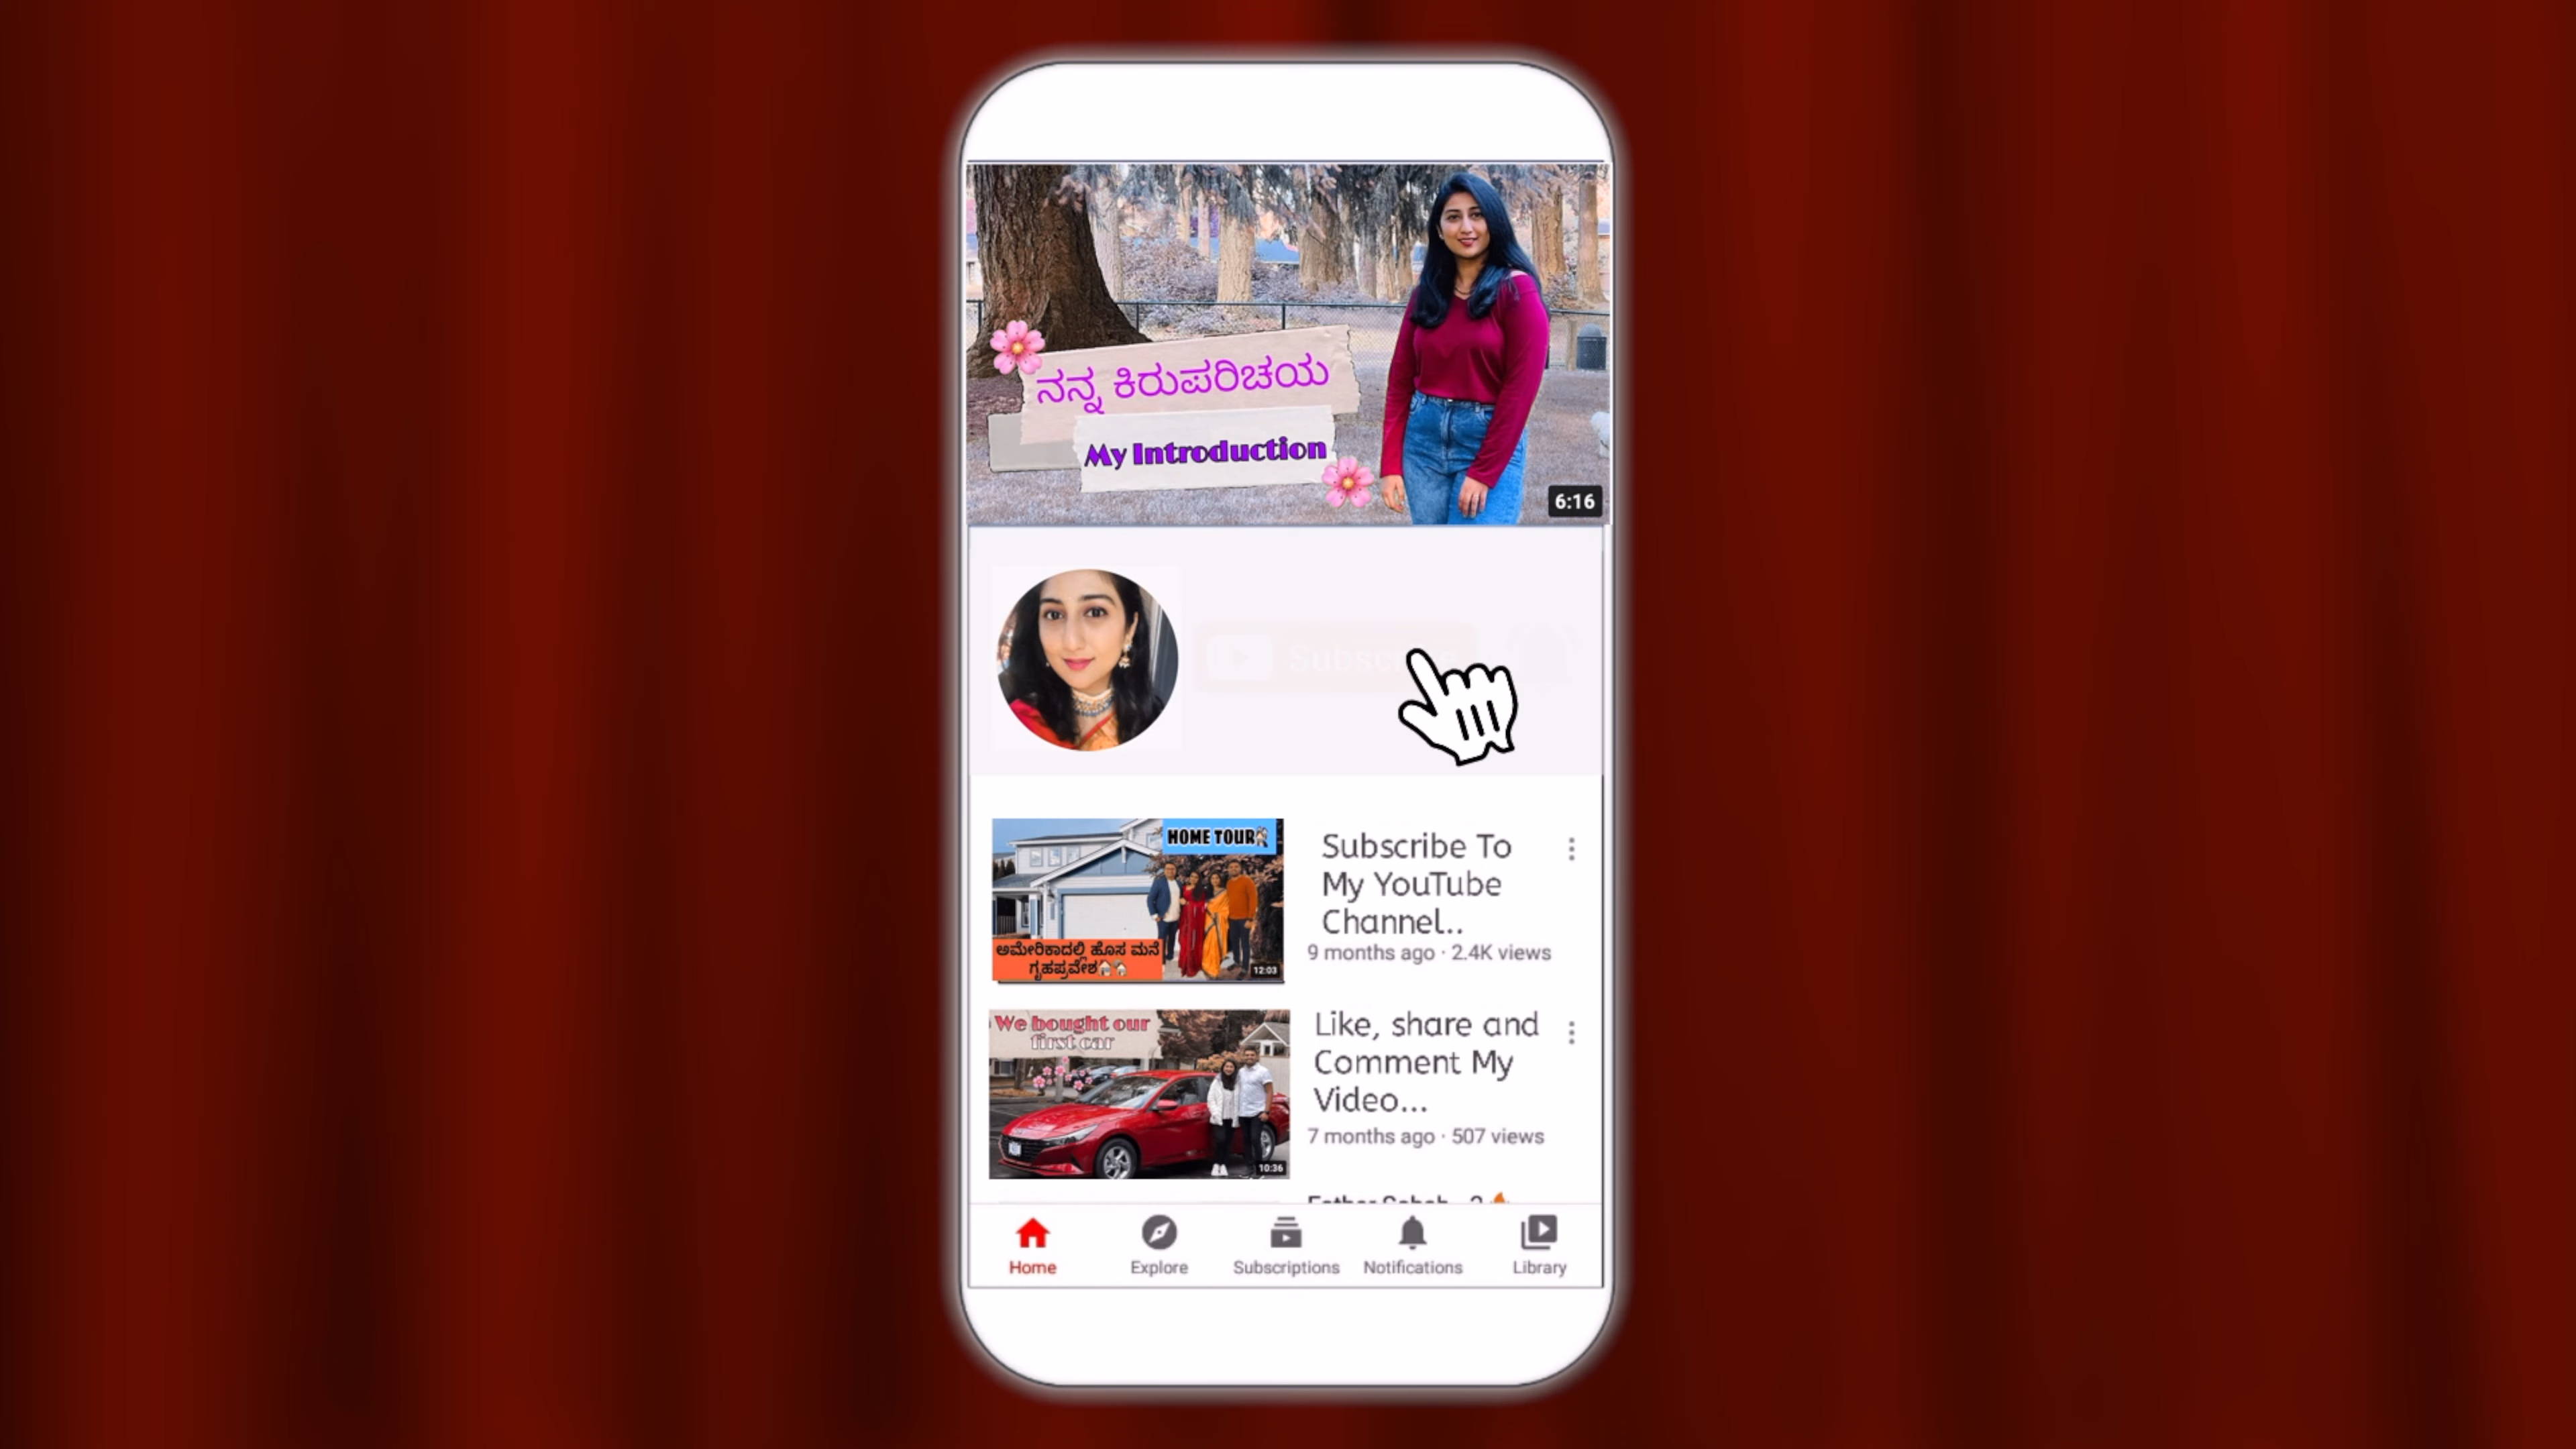 ನನ್ನ ಕಿರುಪರಿಚಯ
My Introduction
6:16
HOME TOUR
ಅಮೇರಿಕಾದಲ್ಲಿ ಹೊಸ ಮನೆ
ಗೃಹಪ್ರವೇಶ
12:03
Subscribe To
My YouTube
Channel..
9 months ago · 2.4K views
We bought our
first car
10:36
Like, share and
Comment My
Video...
7 months ago · 507 views
Home
Explore
Subscriptions
Notifications
Library